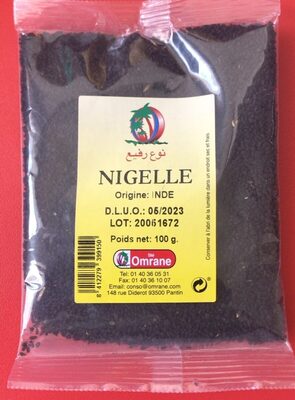 نوع رفيع
NIGELLE
Origine: INDE
D.L.U.O.: 05/2023
LOT: 20061672
Poids net: 100 g.
Sté
Omrane
Tel: 01 40 36 05 31
Fax: 01 40 36 10 07
Email: conso@omrane.com
148 rue Diderot 93500 Pantin
Conserver à l'abri de la lumière dans un endroit sec et frais.